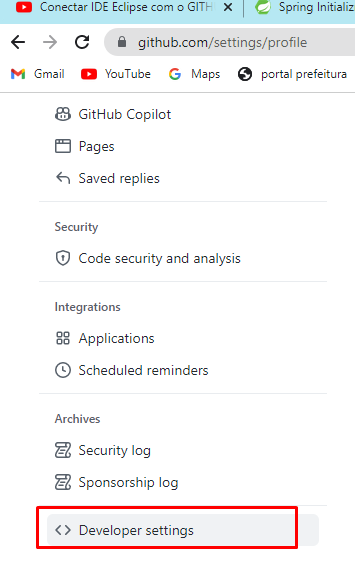 Conectar IDE Eclipse com o GITH
Spring Initializ
github.com/settings/profile
Gmail YouTube Maps portal prefeitura
GitHub Copilot
Pages
Saved replies
Security
Code security and analysis
Integrations
Applications
Scheduled reminders
Archives
Security log
Sponsorship log
Developer settings